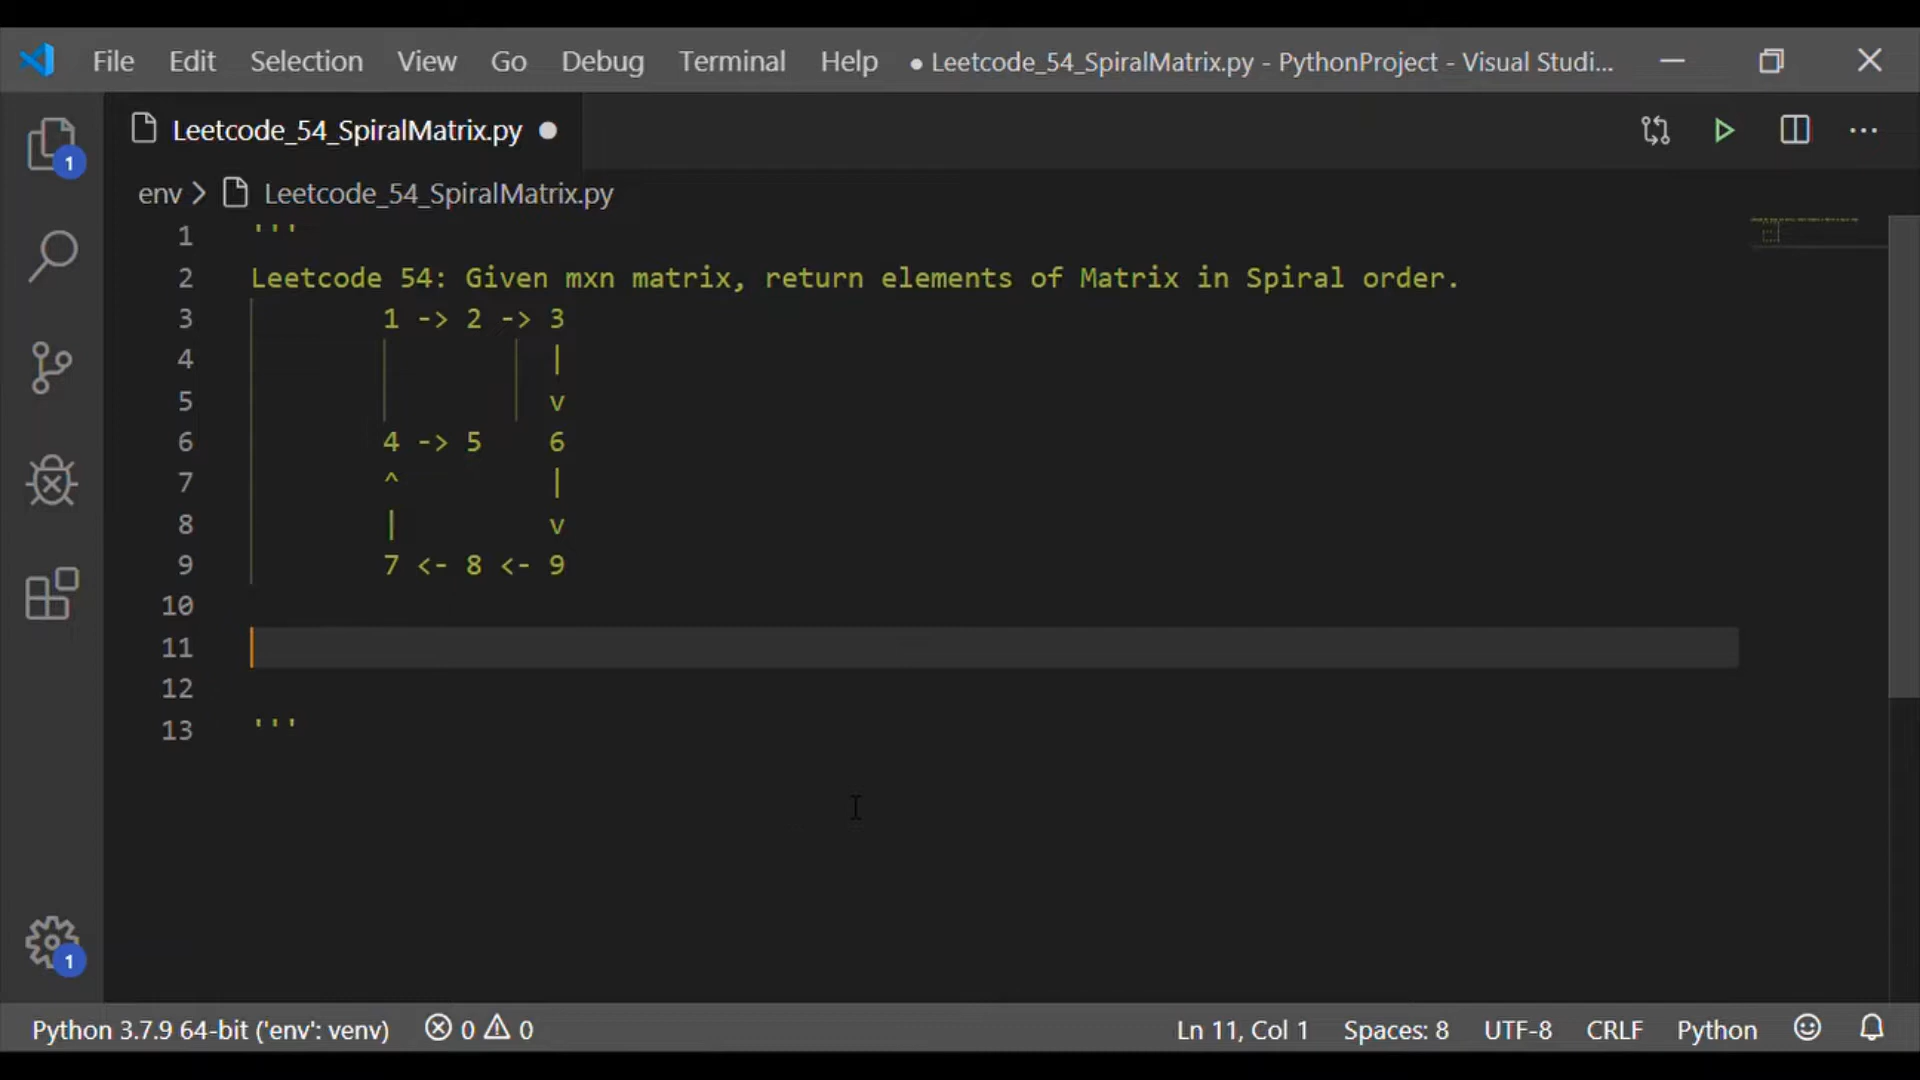 File Edit Selection View Go Debug Terminal Help ● Leetcode_54_SpiralMatrix.py - PythonProject - Visual Studi...
Leetcode_54_SpiralMatrix.py ●
1
env > Leetcode_54_SpiralMatrix.py
1 '''
2 Leetcode 54: Given mxn matrix, return elements of Matrix in Spiral order.
3 1 -> 2 -> 3
4 |
5 v
6 4 -> 5 6
7 ^ |
8 | v
9 7 <- 8 <- 9
10
11
12
13 '''
1
Python 3.7.9 64-bit ('env': venv) 0 0 Ln 11, Col 1 Spaces: 8 UTF-8 CRLF Python